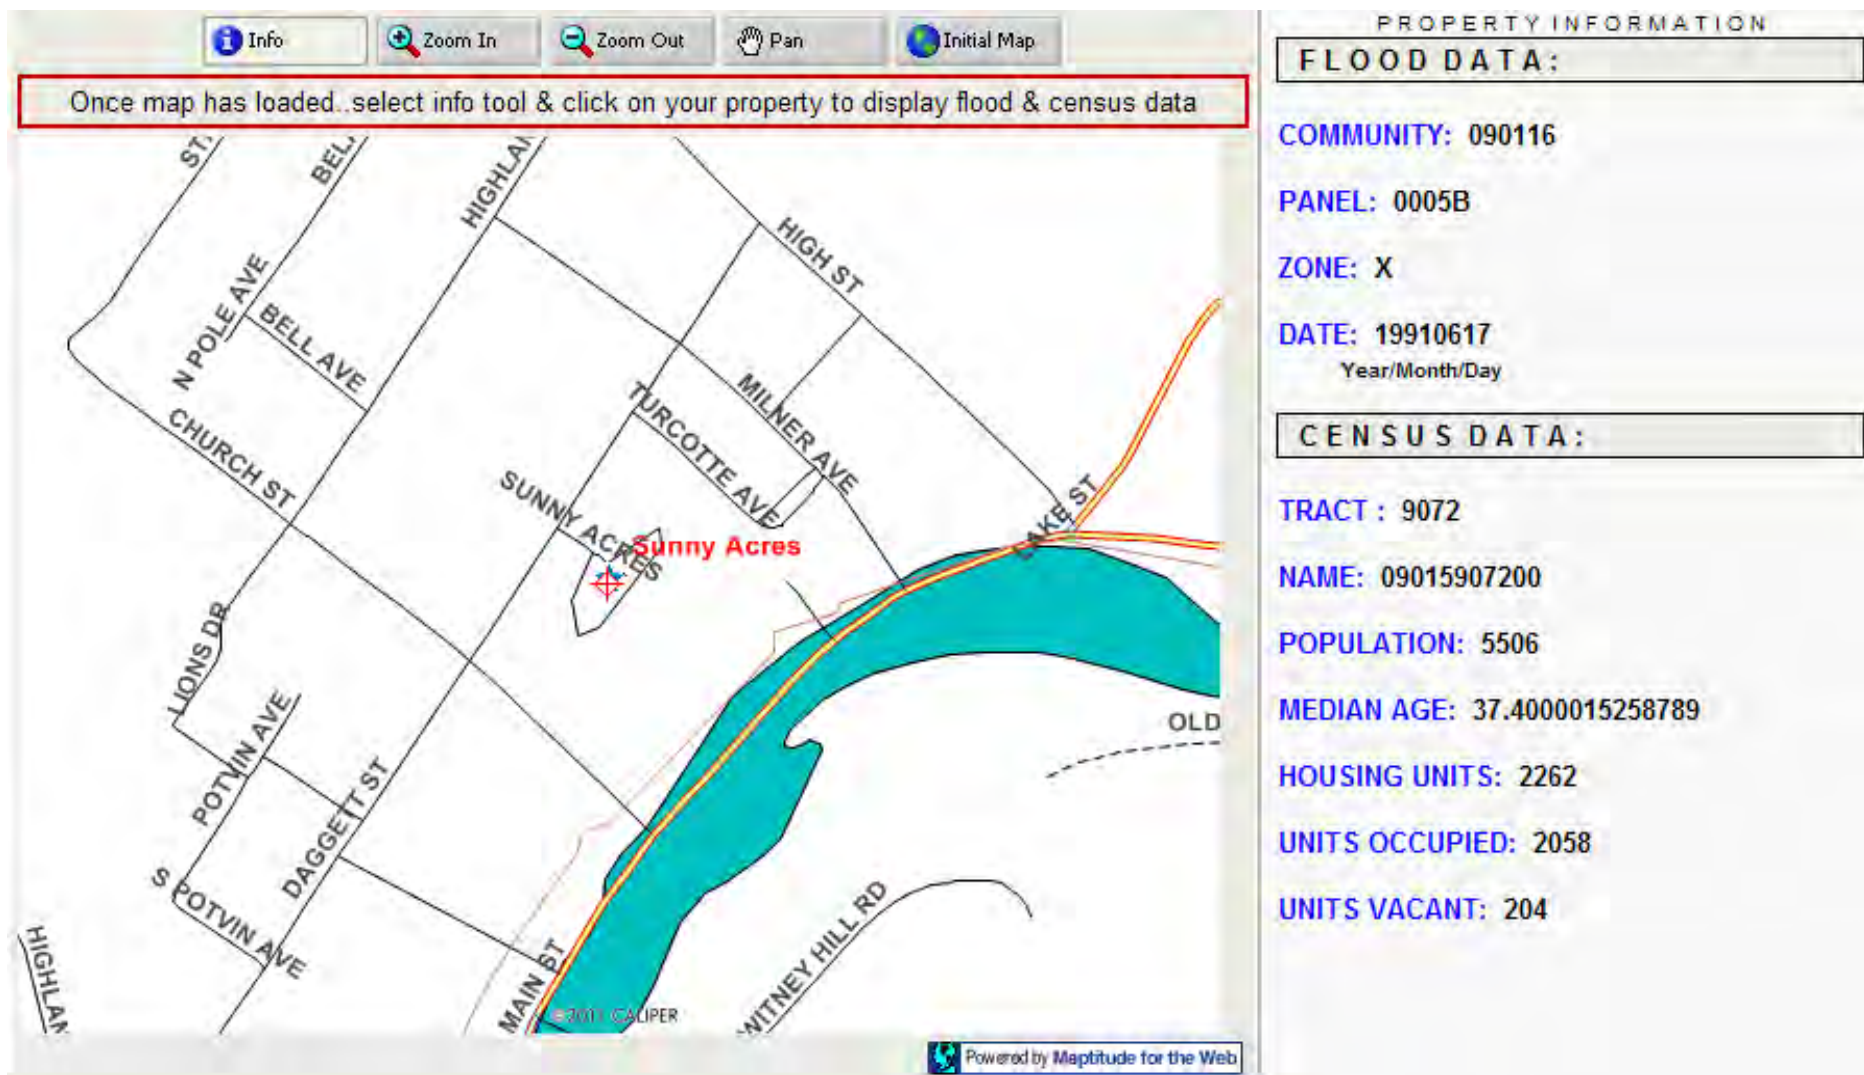 Info
Zoom In
Zoom Out
Pan
Initial Map
Once map has loaded..select info tool & click on your property to display flood & census data
ST
BEL
HIGHLAN
HIGH ST
N POLE AVE
BELL AVE
MILNER AVE
TURCOTTE AVE
CHURCH ST
SUNNY ACRES
LAKE ST
Sunny Acres
LIONS DR
POTVIN AVE
OLD
DAGGETT ST
S POTVIN AVE
WITNEY HILL RD
HIGHLAN
MAIN ST
©2011 CALIPER
Powered by Maptitude for the Web
PROPERTY INFORMATION
FLOOD DATA:
COMMUNITY: 090116
PANEL: 0005B
ZONE: X
DATE: 19910617
Year/Month/Day
CENSUS DATA:
TRACT : 9072
NAME: 09015907200
POPULATION: 5506
MEDIAN AGE: 37.4000015258789
HOUSING UNITS: 2262
UNITS OCCUPIED: 2058
UNITS VACANT: 204